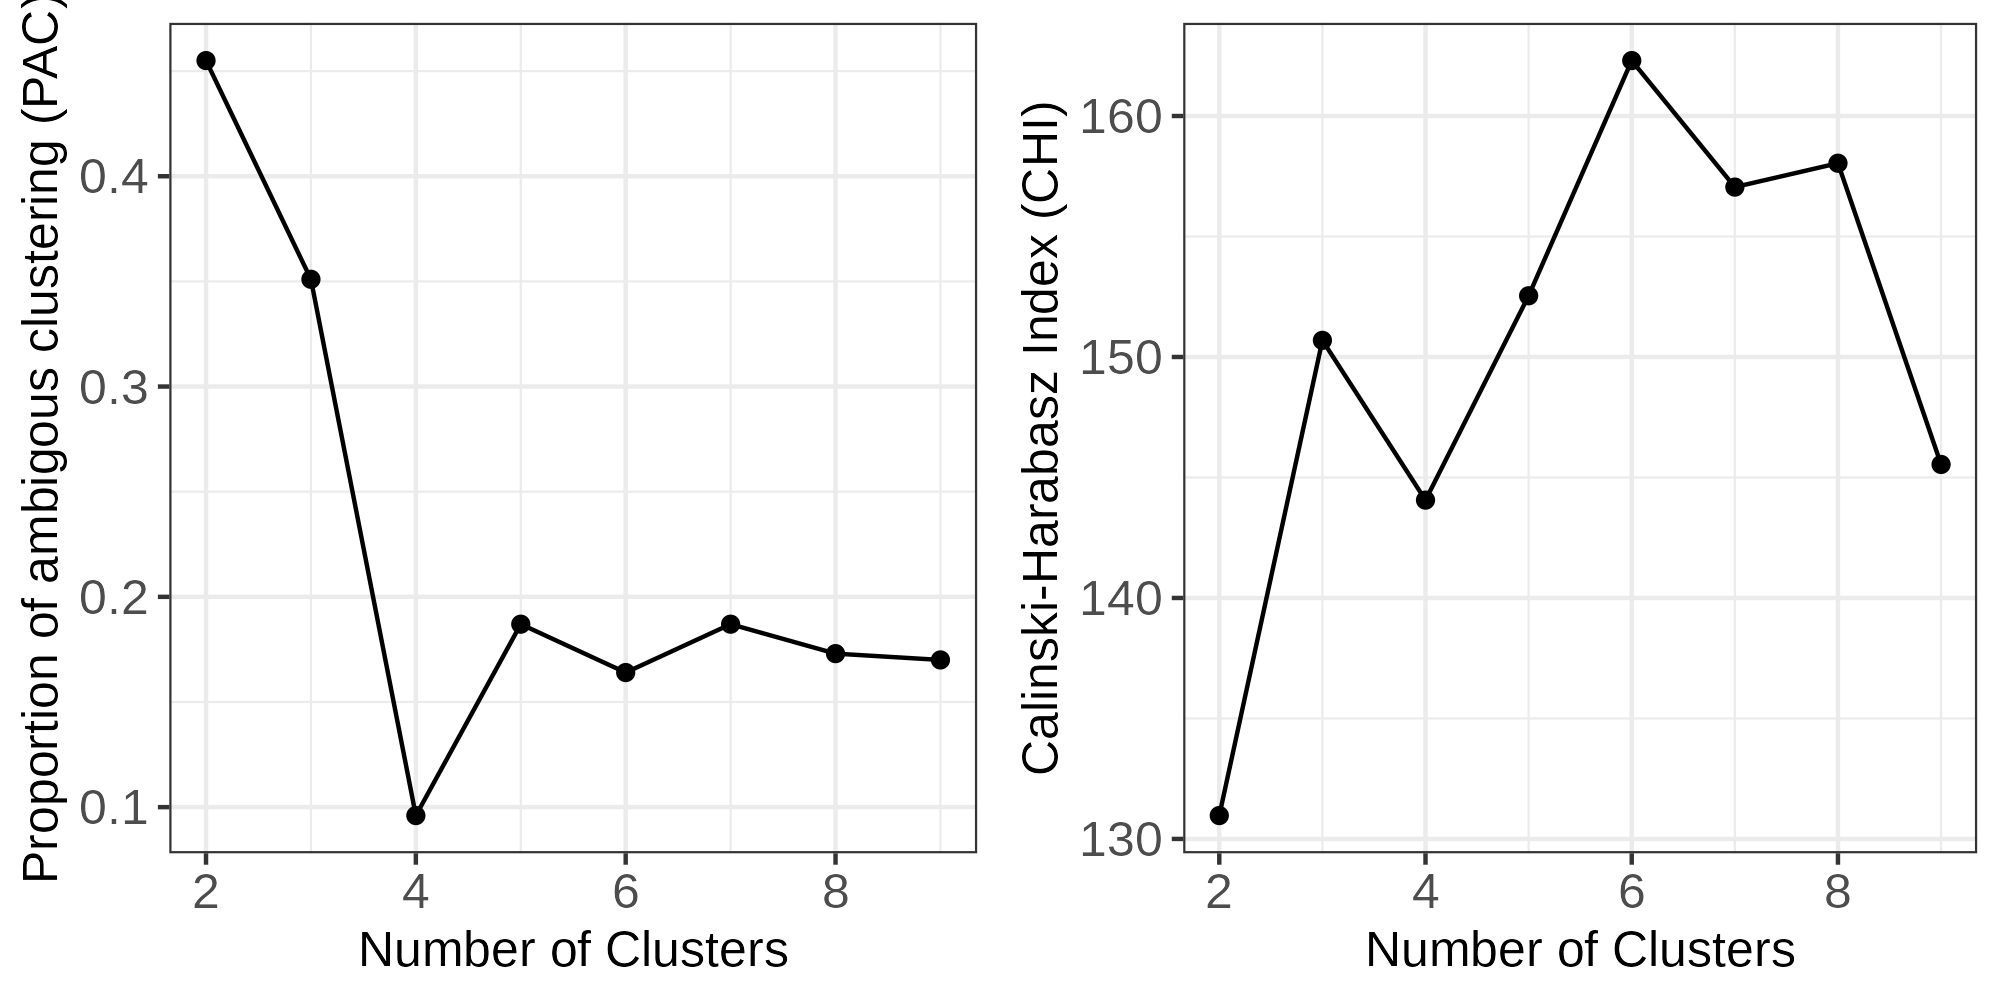 Proportion of ambigous clustering (PAC)
0.4
0.3
0.2
0.1
2 4 6 8
Number of Clusters
Calinski-Harabasz Index (CHI)
160
150
140
130
2 4 6 8
Number of Clusters